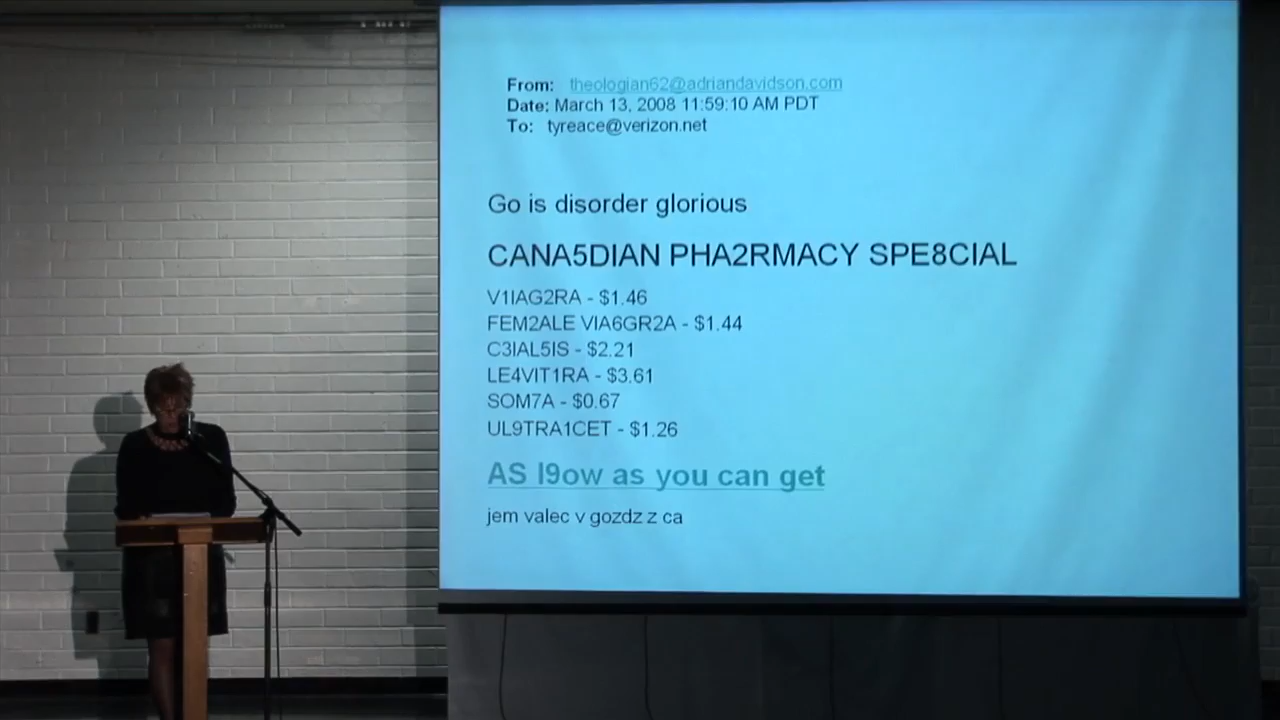 From: theologian62@adriandavidson.com
Date: March 13, 2008 11:59:10 AM PDT
To: tyreace@verizon.net
Go is disorder glorious
CANA5DIAN PHA2RMACY SPE8CIAL
V1IAG2RA - $1.46
FEM2ALE VIA6GR2A - $1.44
C3IAL5IS - $2.21
LE4VIT1RA - $3.61
SOM7A - $0.67
UL9TRA1CET - $1.26
AS l9ow as you can get
jem valec v gozdz z ca